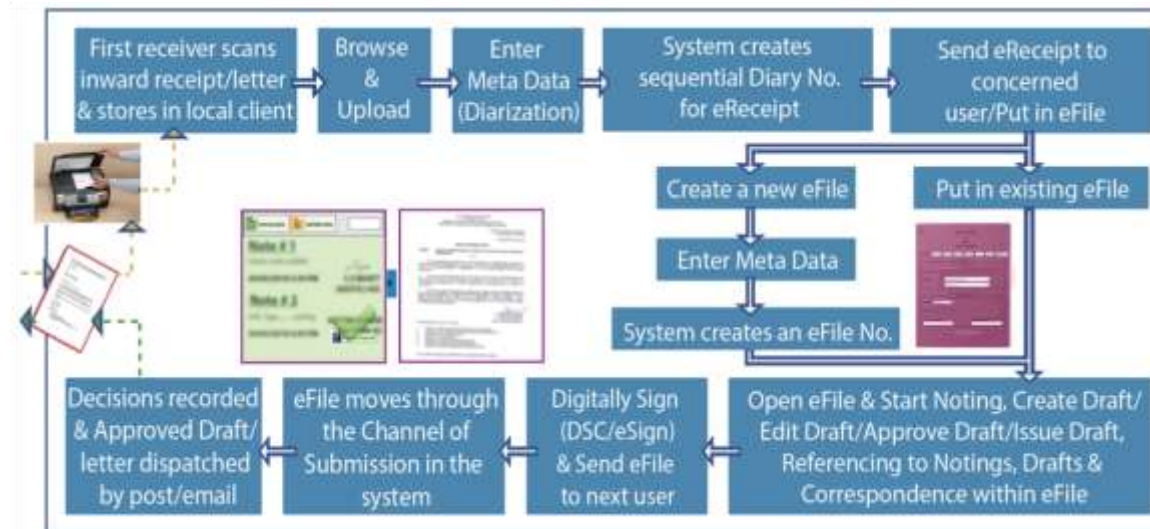 First receiver scans
inward receipt/letter
& stores in local client
Browse
&
Upload
Enter
Meta Data
(Diarization)
System creates
sequential Diary No.
for eReceipt
Send eReceipt to
concerned
user/Put in eFile
Create a new eFile
Put in existing eFile
Enter Meta Data
System creates an eFile No.
Note # 1
Note # 2
Open eFile & Start Noting, Create Draft/
Edit Draft/Approve Draft/Issue Draft,
Referencing to Notings, Drafts &
Correspondence within eFile
Digitally Sign
(DSC/eSign)
& Send eFile
to next user
eFile moves through
the Channel of
Submission in the
system
Decisions recorded
& Approved Draft/
letter dispatched
by post/email